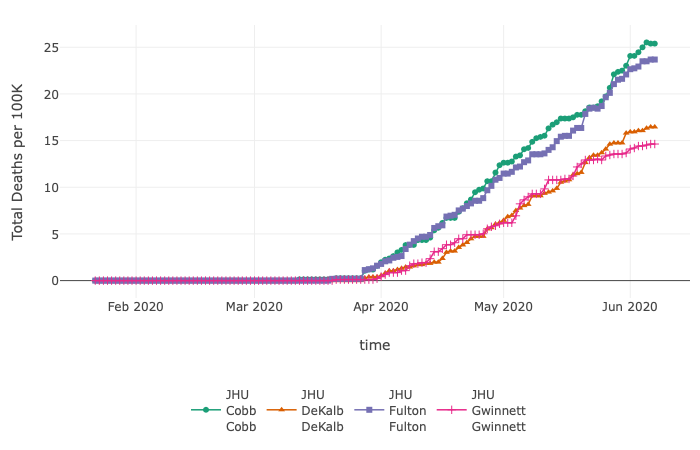 25
20
15
10
5
0
Total Deaths per 100K
Feb 2020 Mar 2020 Apr 2020 May 2020 Jun 2020
time
JHU JHU JHU JHU
Cobb DeKalb Fulton Gwinnett
Cobb DeKalb Fulton Gwinnett